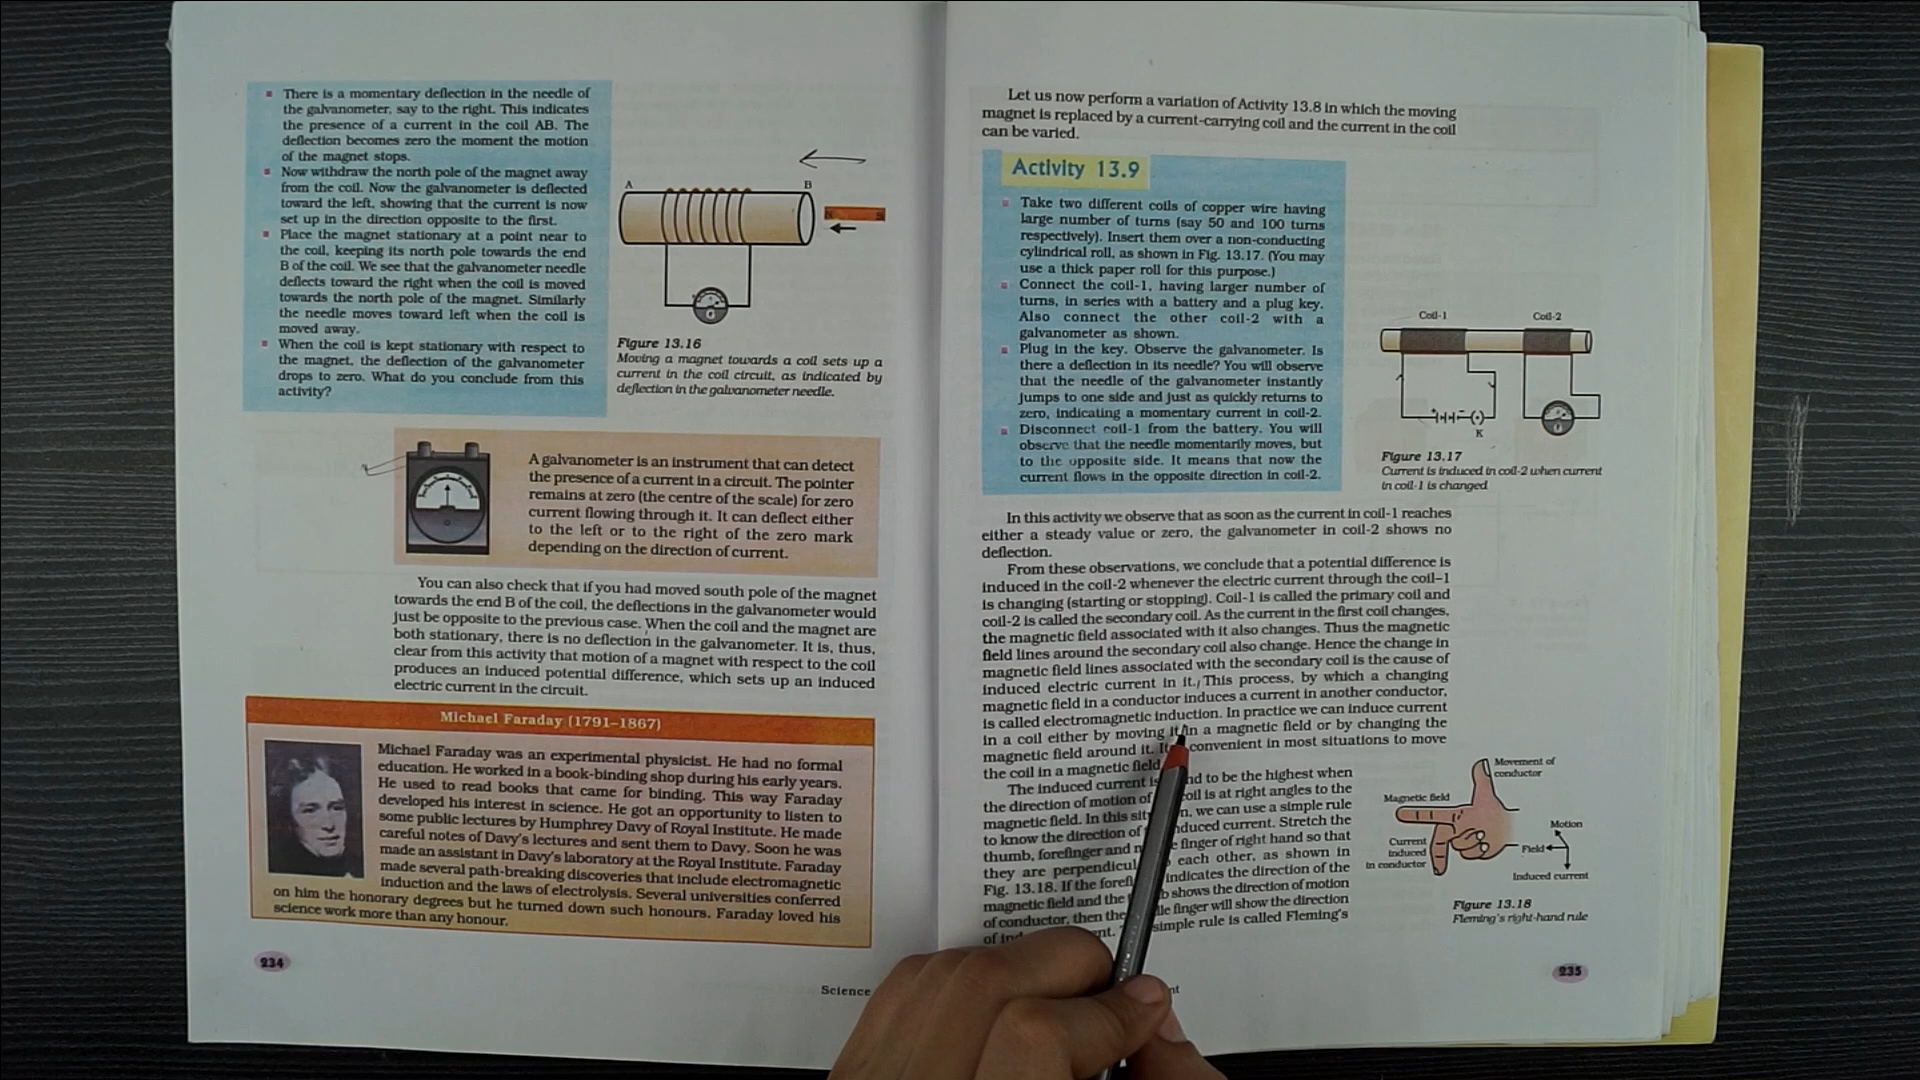 There is a momentary deflection in the needle of
the galvanometer, say to the right. This indicates
the presence of a current in the coil AB. The
deflection becomes zero the moment the motion
of the magnet stops.
Now withdraw the north pole of the magnet away
from the coil. Now the galvanometer is deflected
toward the left, showing that the current is now
set up in the direction opposite to the first.
Place the magnet stationary at a point near to
the coil, keeping its north pole towards the end
B of the coil. We see that the galvanometer needle
deflects toward the right when the coil is moved
towards the north pole of the magnet. Similarly
the needle moves toward left when the coil is
moved away.
When the coil is kept stationary with respect to
the magnet, the deflection of the galvanometer
drops to zero. What do you conclude from this
activity?
A
B
N
S
G
Figure 13.16
Moving a magnet towards a coil sets up a
current in the coil circuit, as indicated by
deflection in the galvanometer needle.
A galvanometer is an instrument that can detect
the presence of a current in a circuit. The pointer
remains at zero (the centre of the scale) for zero
current flowing through it. It can deflect either
to the left or to the right of the zero mark
depending on the direction of current.
You can also check that if you had moved south pole of the magnet
towards the end B of the coil, the deflections in the galvanometer would
just be opposite to the previous case. When the coil and the magnet are
both stationary, there is no deflection in the galvanometer. It is, thus,
clear from this activity that motion of a magnet with respect to the coil
produces an induced potential difference, which sets up an induced
electric current in the circuit.
Michael Faraday (1791–1867)
Michael Faraday was an experimental physicist. He had no formal
education. He worked in a book-binding shop during his early years.
He used to read books that came for binding. This way Faraday
developed his interest in science. He got an opportunity to listen to
some public lectures by Humphrey Davy of Royal Institute. He made
careful notes of Davy's lectures and sent them to Davy. Soon he was
made an assistant in Davy's laboratory at the Royal Institute. Faraday
made several path-breaking discoveries that include electromagnetic
induction and the laws of electrolysis. Several universities conferred
on him the honorary degrees but he turned down such honours. Faraday loved his
science work more than any honour.
234
Science
Let us now perform a variation of Activity 13.8 in which the moving
magnet is replaced by a current-carrying coil and the current in the coil
can be varied.
Activity 13.9
Take two different coils of copper wire having
large number of turns (say 50 and 100 turns
respectively). Insert them over a non-conducting
cylindrical roll, as shown in Fig. 13.17. (You may
use a thick paper roll for this purpose.)
Connect the coil-1, having larger number of
turns, in series with a battery and a plug key.
Also connect the other coil-2 with a
galvanometer as shown.
Plug in the key. Observe the galvanometer. Is
there a deflection in its needle? You will observe
that the needle of the galvanometer instantly
jumps to one side and just as quickly returns to
zero, indicating a momentary current in coil-2.
Disconnect coil-1 from the battery. You will
observe that the needle momentarily moves, but
to the opposite side. It means that now the
current flows in the opposite direction in coil-2.
Coil-1
Coil-2
K
Figure 13.17
Current is induced in coil-2 when current
in coil-1 is changed
In this activity we observe that as soon as the current in coil-1 reaches
either a steady value or zero, the galvanometer in coil-2 shows no
deflection.
From these observations, we conclude that a potential difference is
induced in the coil-2 whenever the electric current through the coil–1
is changing (starting or stopping). Coil-1 is called the primary coil and
coil-2 is called the secondary coil. As the current in the first coil changes,
the magnetic field associated with it also changes. Thus the magnetic
field lines around the secondary coil also change. Hence the change in
magnetic field lines associated with the secondary coil is the cause of
induced electric current in it. This process, by which a changing
magnetic field in a conductor induces a current in another conductor,
is called electromagnetic induction. In practice we can induce current
in a coil either by moving it in a magnetic field or by changing the
magnetic field around it. It convenient in most situations to move
the coil in a magnetic field
The induced current is nd to be the highest when
the direction of motion of oil is at right angles to the
magnetic field. In this sit n, we can use a simple rule
to know the direction of nduced current. Stretch the
thumb, forefinger and e finger of right hand so that
they are perpendicul each other, as shown in
Fig. 13.18. If the forefi indicates the direction of the
magnetic field and the b shows the direction of motion
of conductor, then the le finger will show the direction
of ind nt. simple rule is called Fleming's
Movement of
conductor
Magnetic field
Current
induced
in conductor
Motion
Field
Induced current
Figure 13.18
Fleming's right-hand rule
nt
235